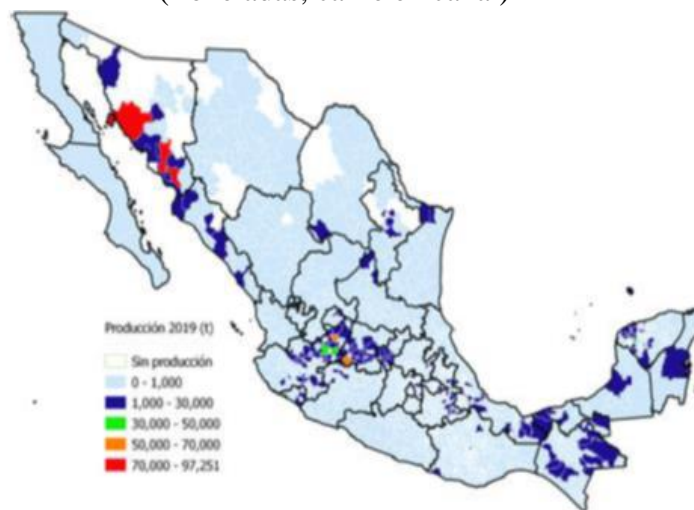 Producción 2019 (t)
Sin producción
0 - 1,000
1,000 - 30,000
30,000 - 50,000
50,000 - 70,000
70,000 - 97,251